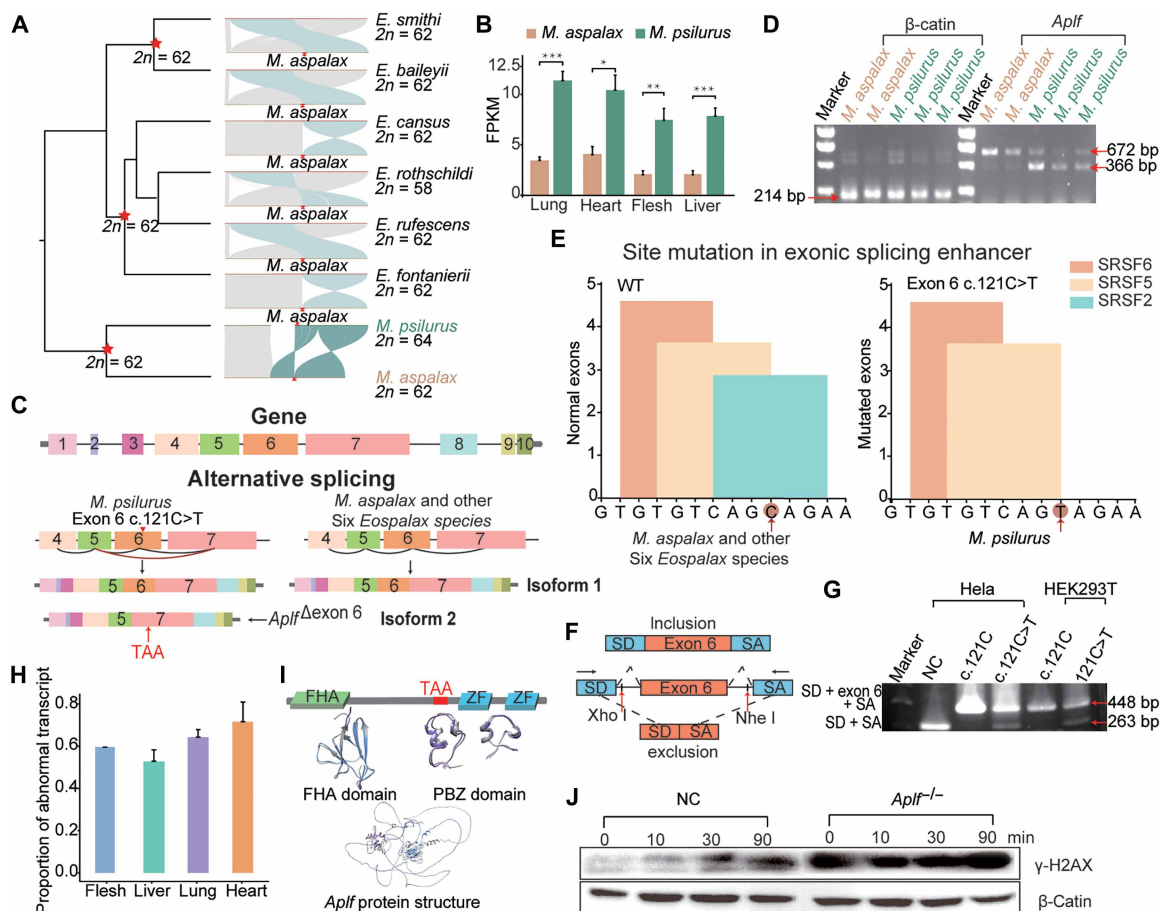 A
E. smithi
2n = 62
M. aspalax
2n = 62
E. baileyii
2n = 62
M. aspalax
E. cansus
2n = 62
M. aspalax
E. rothschildi
2n = 58
M. aspalax
2n = 62
E. rufescens
2n = 62
M. aspalax
E. fontanierii
2n = 62
M. aspalax
M. psilurus
2n = 64
2n = 62
M. aspalax
2n = 62
B
M. aspalax
M. psilurus
FPKM
12.5
10
5
2.5
0
***
*
**
***
Lung
Heart
Flesh
Liver
C
Gene
1 2 3 4 5 6 7 8 9 10
Alternative splicing
M. psilurus
Exon 6 c.121C>T
4 5 6 7
M. aspalax and other
Six Eospalax species
4 5 6 7
5 6 7
5 6 7
Isoform 1
5 7
Aplf Δexon 6
Isoform 2
TAA
D
β-catin
Aplf
Marker
M. aspalax
M. aspalax
M. psilurus
M. psilurus
M. psilurus
Marker
M. aspalax
M. aspalax
M. psilurus
M. psilurus
M. psilurus
672 bp
366 bp
214 bp
E
Site mutation in exonic splicing enhancer
SRSF6
SRSF5
SRSF2
WT
Normal exons
5
4
3
2
1
0
G T G T G T C A G C A G A A
M. aspalax and other
Six Eospalax species
Exon 6 c.121C>T
Mutated exons
5
4
3
2
1
0
G T G T G T C A G T A G A A
M. psilurus
F
Inclusion
SD Exon 6 SA
SD Exon 6 SA
Xho I
Nhe I
SD SA
exclusion
G
Hela
HEK293T
Marker
NC
c.121C
c.121C>T
c.121C
121C>T
SD + exon 6
+ SA
SD + SA
448 bp
263 bp
H
Proportion of abnormal transcript
0.8
0.6
0.4
0.2
0.0
Flesh
Liver
Lung
Heart
I
FHA
TAA
ZF
ZF
FHA domain
PBZ domain
Aplf protein structure
J
NC
Aplf–/–
0 10 30 90 0 10 30 90 min
γ-H2AX
β-Catin